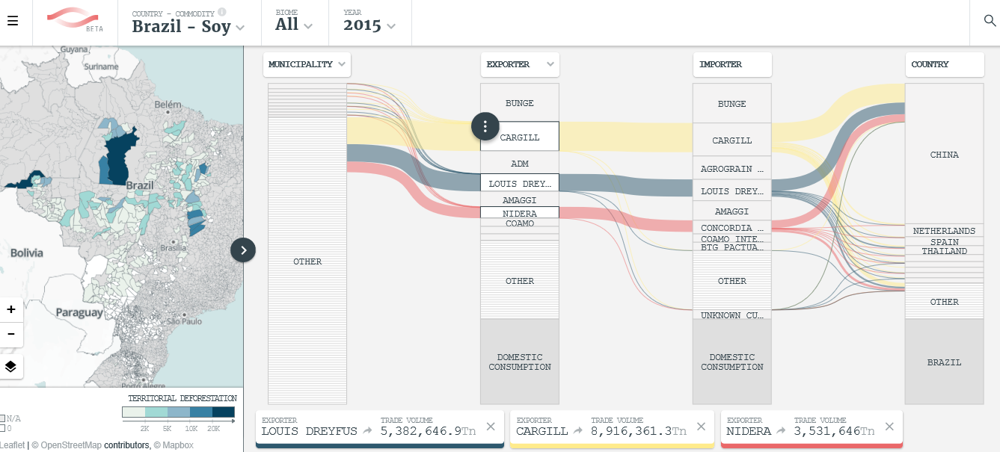 COUNTRY - COMMODITY i
Brazil - Soy
BIOME
All
YEAR
2015
BETA
MUNICIPALITY
EXPORTER
IMPORTER
COUNTRY
Guyana
Suriname
Belém
Brazil
Brasília
Bolivia
Paraguay
São Paulo
Porto Alegre
+
−
TERRITORIAL DEFORESTATION
N/A
0
2K 5K 10K 20K
Leaflet | © OpenStreetMap contributors, © Mapbox
OTHER
BUNGE
CARGILL
ADM
LOUIS DREY…
AMAGGI
NIDERA
COAMO
OTHER
DOMESTIC
CONSUMPTION
BUNGE
CARGILL
AGROGRAIN …
LOUIS DREY…
AMAGGI
CONCORDIA …
COAMO INTE…
BTG PACTUA…
OTHER
UNKNOWN CU…
DOMESTIC
CONSUMPTION
CHINA
NETHERLANDS
SPAIN
THAILAND
OTHER
BRAZIL
EXPORTER TRADE VOLUME
LOUIS DREYFUS 5,382,646.9Tn
EXPORTER TRADE VOLUME
CARGILL 8,916,361.3Tn
EXPORTER TRADE VOLUME
NIDERA 3,531,646Tn